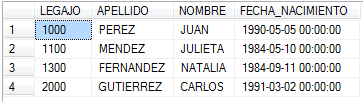 LEGAJO APELLIDO NOMBRE FECHA_NACIMIENTO
1 1000 PEREZ JUAN 1990-05-05 00:00:00
2 1100 MENDEZ JULIETA 1984-05-10 00:00:00
3 1300 FERNANDEZ NATALIA 1984-09-11 00:00:00
4 2000 GUTIERREZ CARLOS 1991-03-02 00:00:00